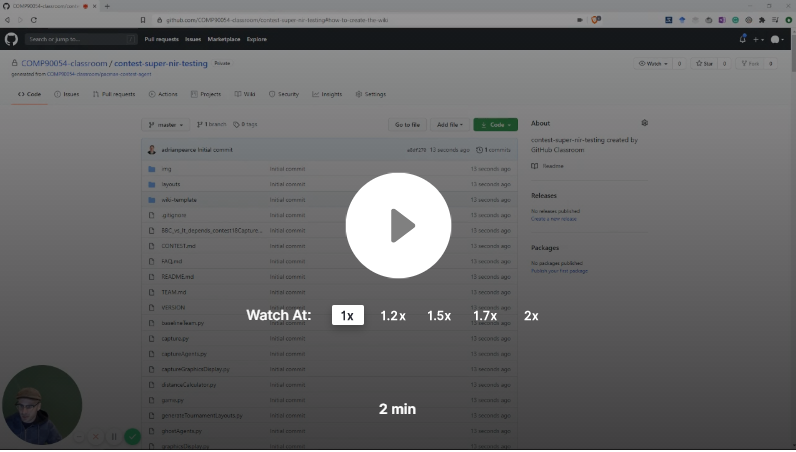 COMP90054-classroom/conte
github.com/COMP90054-classroom/contest-super-nir-testing#how-to-create-the-wiki
Search or jump to...
Pull requests Issues Marketplace Explore
COMP90054-classroom / contest-super-nir-testing Private
generated from COMP90054-classroom/pacman-contest-agent
Watch 0 Star 0 Fork 0
Code Issues Pull requests Actions Projects Wiki Security Insights Settings
master 1 branch 0 tags Go to file Add file Code
About
contest-super-nir-testing created by
GitHub Classroom
Readme
Releases
No releases published
Create a new release
Packages
No packages published
Publish your first package
adrianpearce Initial commit 13 seconds ago 1 commits
img Initial commit 13 seconds ago
layouts Initial commit 13 seconds ago
wiki-template Initial commit 13 seconds ago
.gitignore Initial commit 13 seconds ago
Initial commit 13 seconds ago
CONTEST.md Initial commit 13 seconds ago
FAQ.md Initial commit 13 seconds ago
README.md Initial commit 13 seconds ago
TEAM.md Initial commit 13 seconds ago
VERSION Initial commit 13 seconds ago
baselineTeam.py Initial commit 13 seconds ago
capture.py Initial commit 13 seconds ago
captureAgents.py Initial commit 13 seconds ago
captureGraphicsDisplay.py Initial commit 13 seconds ago
distanceCalculator.py Initial commit 13 seconds ago
game.py Initial commit 13 seconds ago
generateTournamentLayouts.py Initial commit 13 seconds ago
ghostAgents.py Initial commit 13 seconds ago
graphicsDisplay.py Initial commit 13 seconds ago
Watch At: 1x 1.2x 1.5x 1.7x 2x
2 min